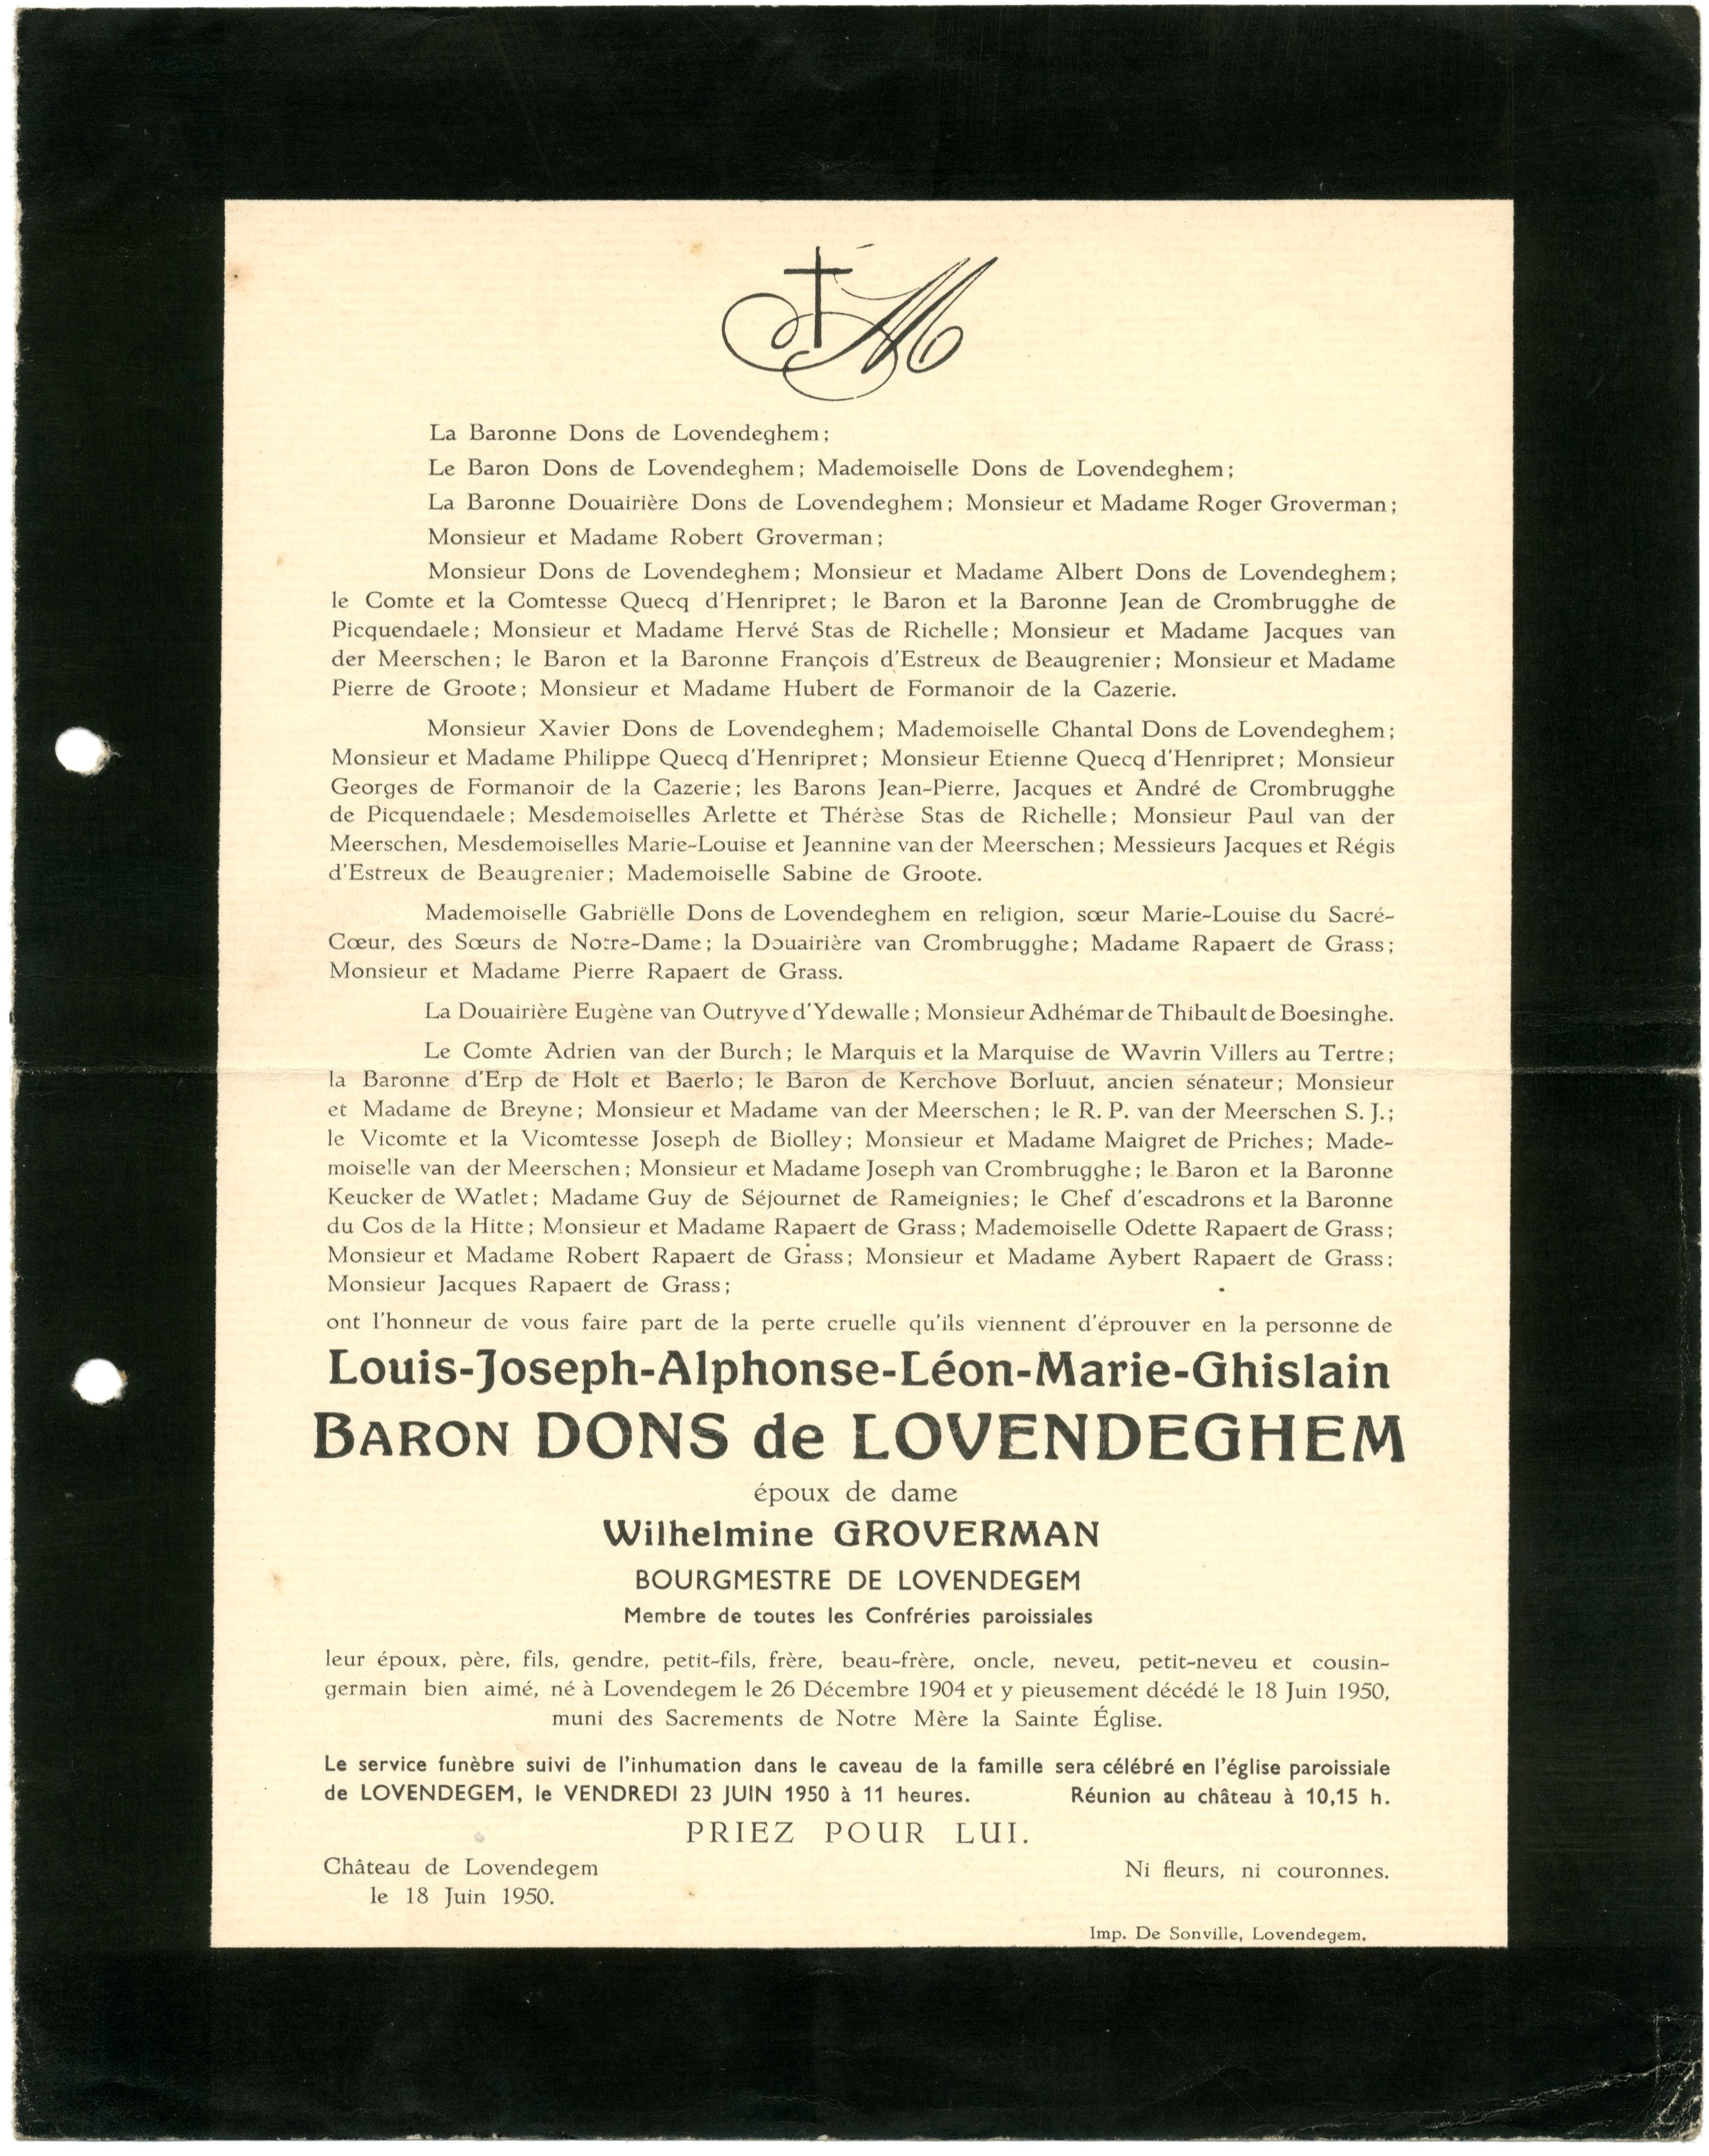 M
La Baronne Dons de Lovendeghem;
Le Baron Dons de Lovendeghem; Mademoiselle Dons de Lovendeghem;
La Baronne Douairière Dons de Lovendeghem; Monsieur et Madame Roger Groverman;
Monsieur et Madame Robert Groverman;
Monsieur Dons de Lovendeghem; Monsieur et Madame Albert Dons de Lovendeghem;
le Comte et la Comtesse Quecq d'Henripret; le Baron et la Baronne Jean de Crombrugghe de
Picquendaele; Monsieur et Madame Hervé Stas de Richelle; Monsieur et Madame Jacques van
der Meerschen; le Baron et la Baronne François d'Estreux de Beaugrenier; Monsieur et Madame
Pierre de Groote; Monsieur et Madame Hubert de Formanoir de la Cazerie.
Monsieur Xavier Dons de Lovendeghem; Mademoiselle Chantal Dons de Lovendeghem;
Monsieur et Madame Philippe Quecq d'Henripret; Monsieur Etienne Quecq d'Henripret; Monsieur
Georges de Formanoir de la Cazerie; les Barons Jean-Pierre, Jacques et André de Crombrugghe
de Picquendaele; Mesdemoiselles Arlette et Thérèse Stas de Richelle; Monsieur Paul van der
Meerschen, Mesdemoiselles Marie-Louise et Jeannine van der Meerschen; Messieurs Jacques et Régis
d'Estreux de Beaugrenier; Mademoiselle Sabine de Groote.
Mademoiselle Gabriëlle Dons de Lovendeghem en religion, sœur Marie-Louise du Sacré-
Cœur, des Sœurs de Notre-Dame; la Douairière van Crombrugghe; Madame Rapaert de Grass;
Monsieur et Madame Pierre Rapaert de Grass.
La Douairière Eugène van Outryve d'Ydewalle; Monsieur Adhémar de Thibault de Boesinghe.
Le Comte Adrien van der Burch; le Marquis et la Marquise de Wavrin Villers au Tertre;
la Baronne d'Erp de Holt et Baerlo; le Baron de Kerchove Borluut, ancien sénateur; Monsieur
et Madame de Breyne; Monsieur et Madame van der Meerschen; le R. P. van der Meerschen S. J.;
le Vicomte et la Vicomtesse Joseph de Biolley; Monsieur et Madame Maigret de Priches; Made-
moiselle van der Meerschen; Monsieur et Madame Joseph van Crombrugghe; le Baron et la Baronne
Keucker de Watlet; Madame Guy de Séjournet de Rameignies; le Chef d'escadrons et la Baronne
du Cos de la Hitte; Monsieur et Madame Rapaert de Grass; Mademoiselle Odette Rapaert de Grass;
Monsieur et Madame Robert Rapaert de Grass; Monsieur et Madame Aybert Rapaert de Grass;
Monsieur Jacques Rapaert de Grass;
ont l'honneur de vous faire part de la perte cruelle qu'ils viennent d'éprouver en la personne de
Louis-Joseph-Alphonse-Léon-Marie-Ghislain
BARON DONS de LOVENDEGHEM
époux de dame
Wilhelmine GROVERMAN
BOURGMESTRE DE LOVENDEGEM
Membre de toutes les Confréries paroissiales
leur époux, père, fils, gendre, petit-fils, frère, beau-frère, oncle, neveu, petit-neveu et cousin-
germain bien aimé, né à Lovendegem le 26 Décembre 1904 et y pieusement décédé le 18 Juin 1950,
muni des Sacrements de Notre Mère la Sainte Église.
Le service funèbre suivi de l'inhumation dans le caveau de la famille sera célébré en l'église paroissiale
de LOVENDEGEM, le VENDREDI 23 JUIN 1950 à 11 heures. Réunion au château à 10,15 h.
PRIEZ POUR LUI.
Château de Lovendegem Ni fleurs, ni couronnes.
le 18 Juin 1950.
Imp. De Sonville, Lovendegem.